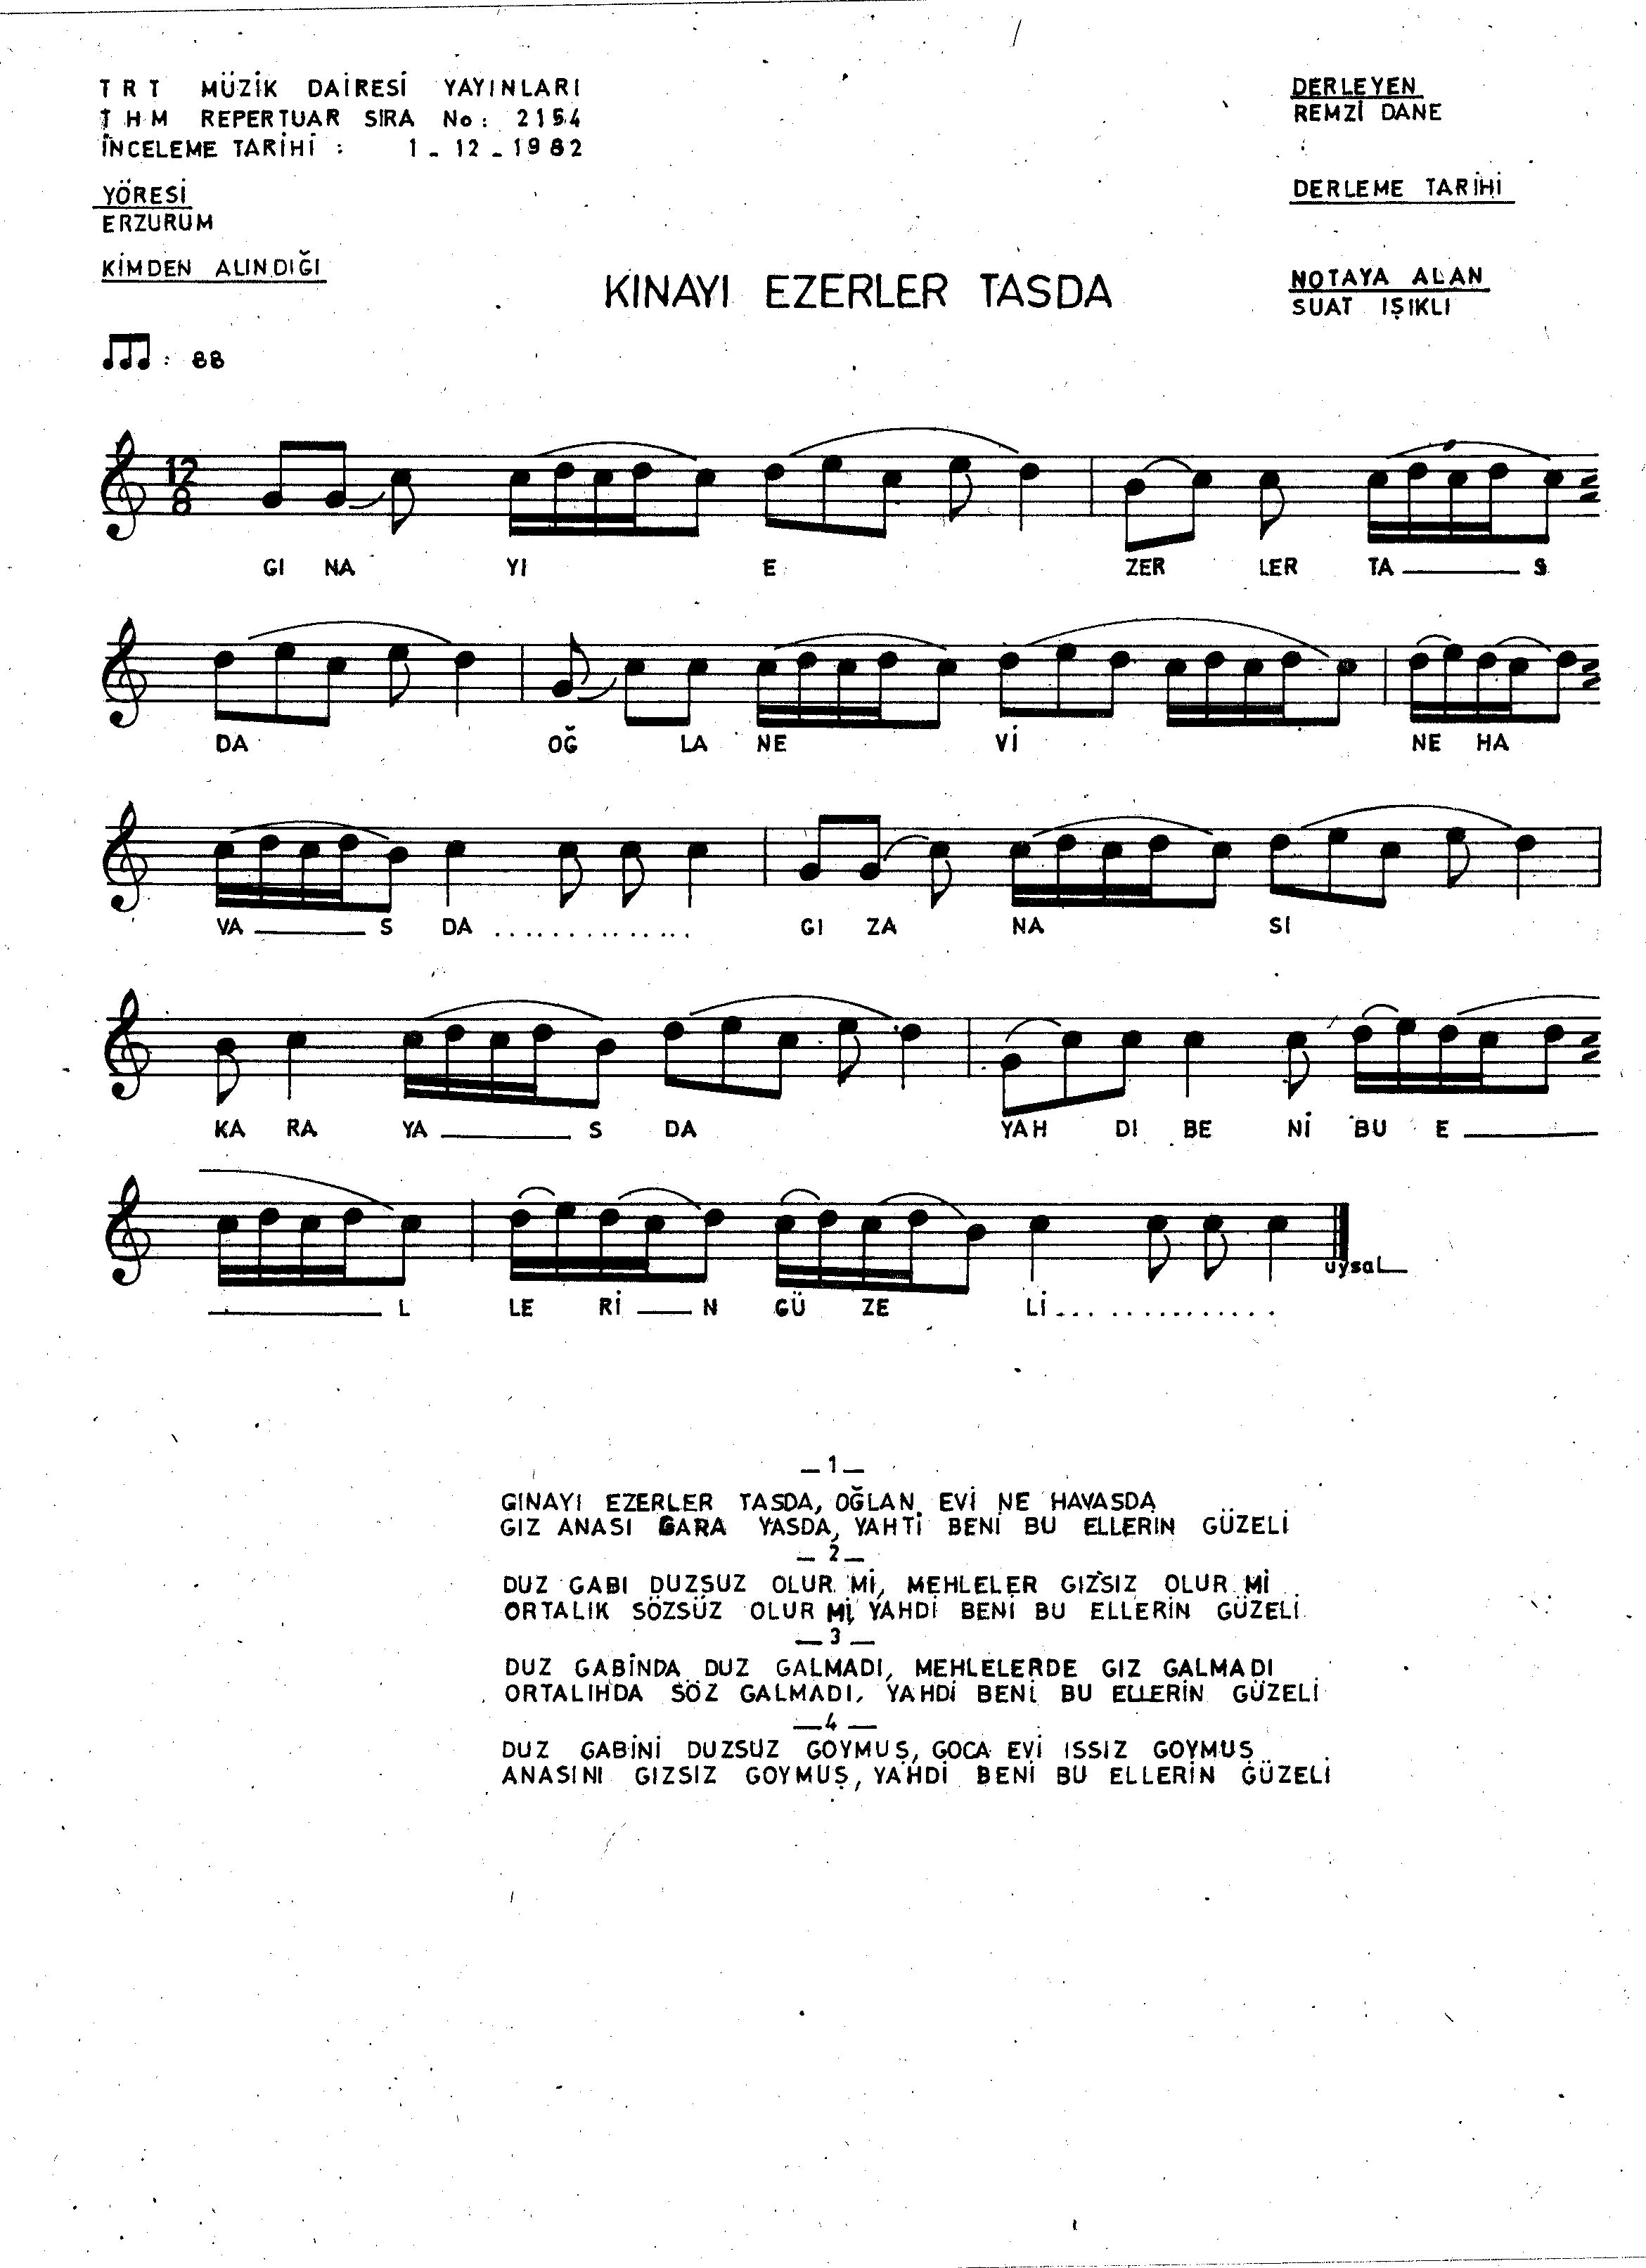 TRT MÜZİK DAİRESİ YAYINLARI
THM REPERTUAR SIRA No: 2154
İNCELEME TARİHİ : 1-12-1982
YÖRESİ
ERZURUM
KİMDEN ALINDIĞI
DERLEYEN
REMZİ DANE
DERLEME TARİHİ
NOTAYA ALAN
SUAT IŞIKLI
KINAYI EZERLER TASDA
: 88
12
8
GI NA YI E ZER LER TA S
DA OĞ LA NE Vİ NE HA
VA S DA .............. GI ZA NA SI
KA RA YA S DA YAH DI BE Nİ BU E
L LE Rİ N GÜ ZE Lİ ..............
uysal
_1_
GINAYI EZERLER TASDA, OĞLAN EVİ NE HAVASDA
GIZ ANASI GARA YASDA, YAHTİ BENİ BU ELLERİN GÜZELİ
_2_
DUZ GABI DUZSUZ OLUR Mİ, MEHLELER GIZSIZ OLUR Mİ
ORTALIK SÖZSÜZ OLUR Mİ, YAHDİ BENİ BU ELLERİN GÜZELİ
_3_
DUZ GABİNDA DUZ GALMADI, MEHLELERDE GIZ GALMADI
ORTALIHDA SÖZ GALMADI, YAHDİ BENİ BU ELLERİN GÜZELİ
_4_
DUZ GABİNİ DUZSUZ GOYMUŞ, GOCA EVİ ISSIZ GOYMUŞ
ANASINI GIZSIZ GOYMUŞ, YAHDİ BENİ BU ELLERİN GÜZELİ